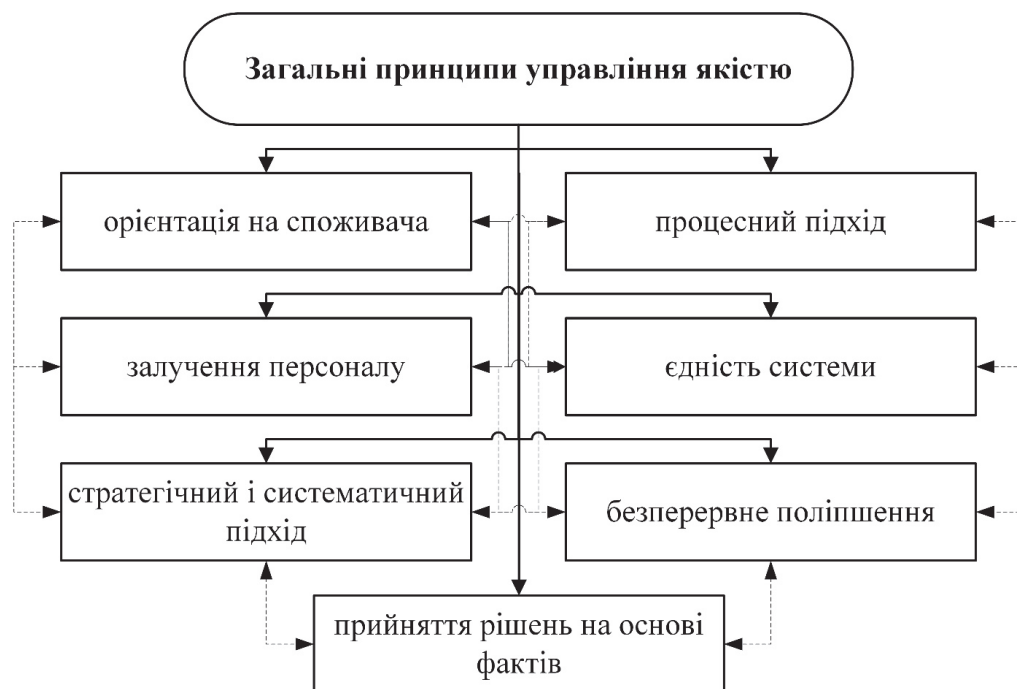 Загальні принципи управління якістю
орієнтація на споживача
процесний підхід
залучення персоналу
єдність системи
стратегічний і систематичний
підхід
безперервне поліпшення
прийняття рішень на основі
фактів